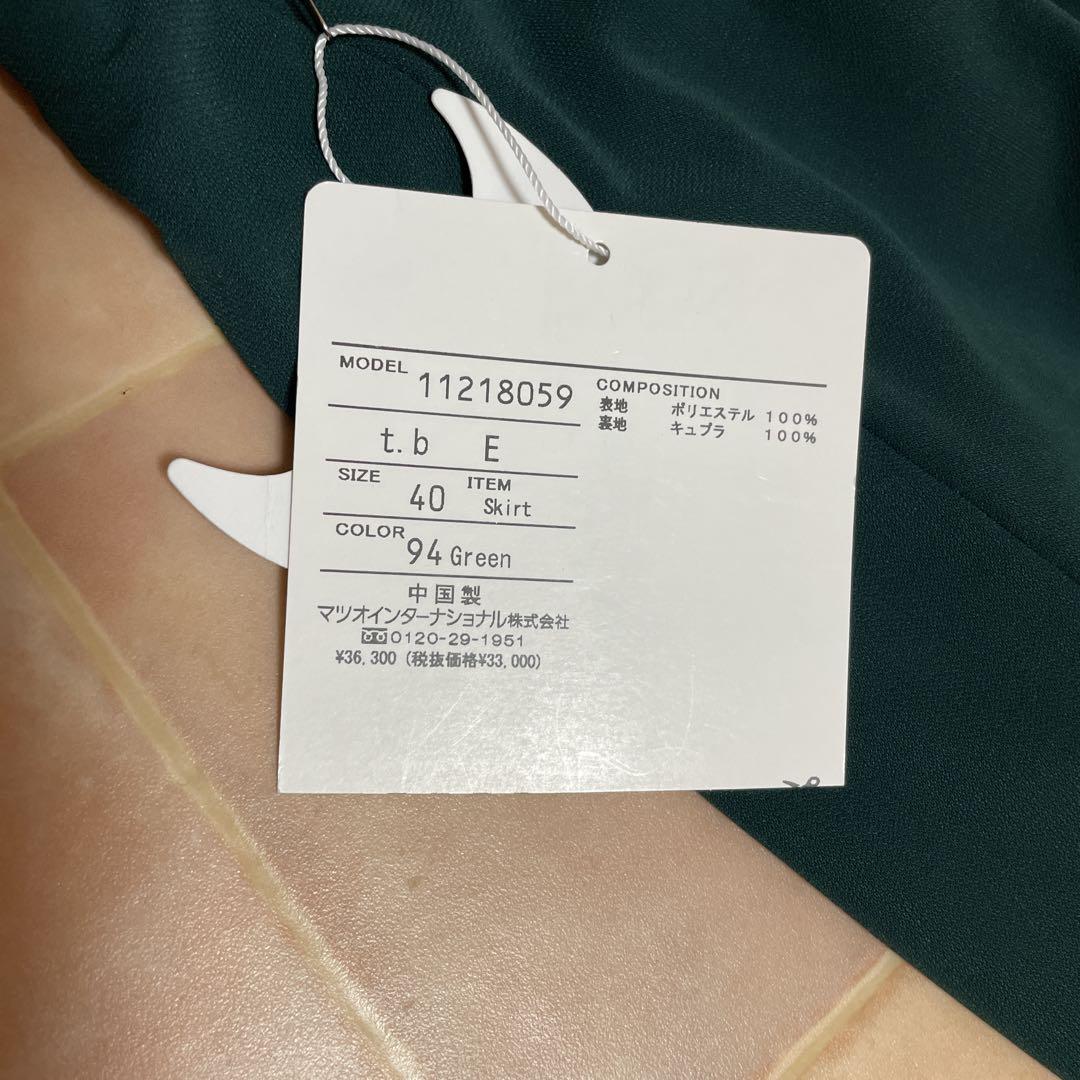 MODEL 11218059
t.b E
SIZE 40 ITEM Skirt
COLOR 94 Green
中国製
マツオインターナショナル株式会社
0120-29-1951
¥36,300 (税抜価格¥33,000)
COMPOSITION
表地 ポリエステル 100%
裏地 キュプラ 100%